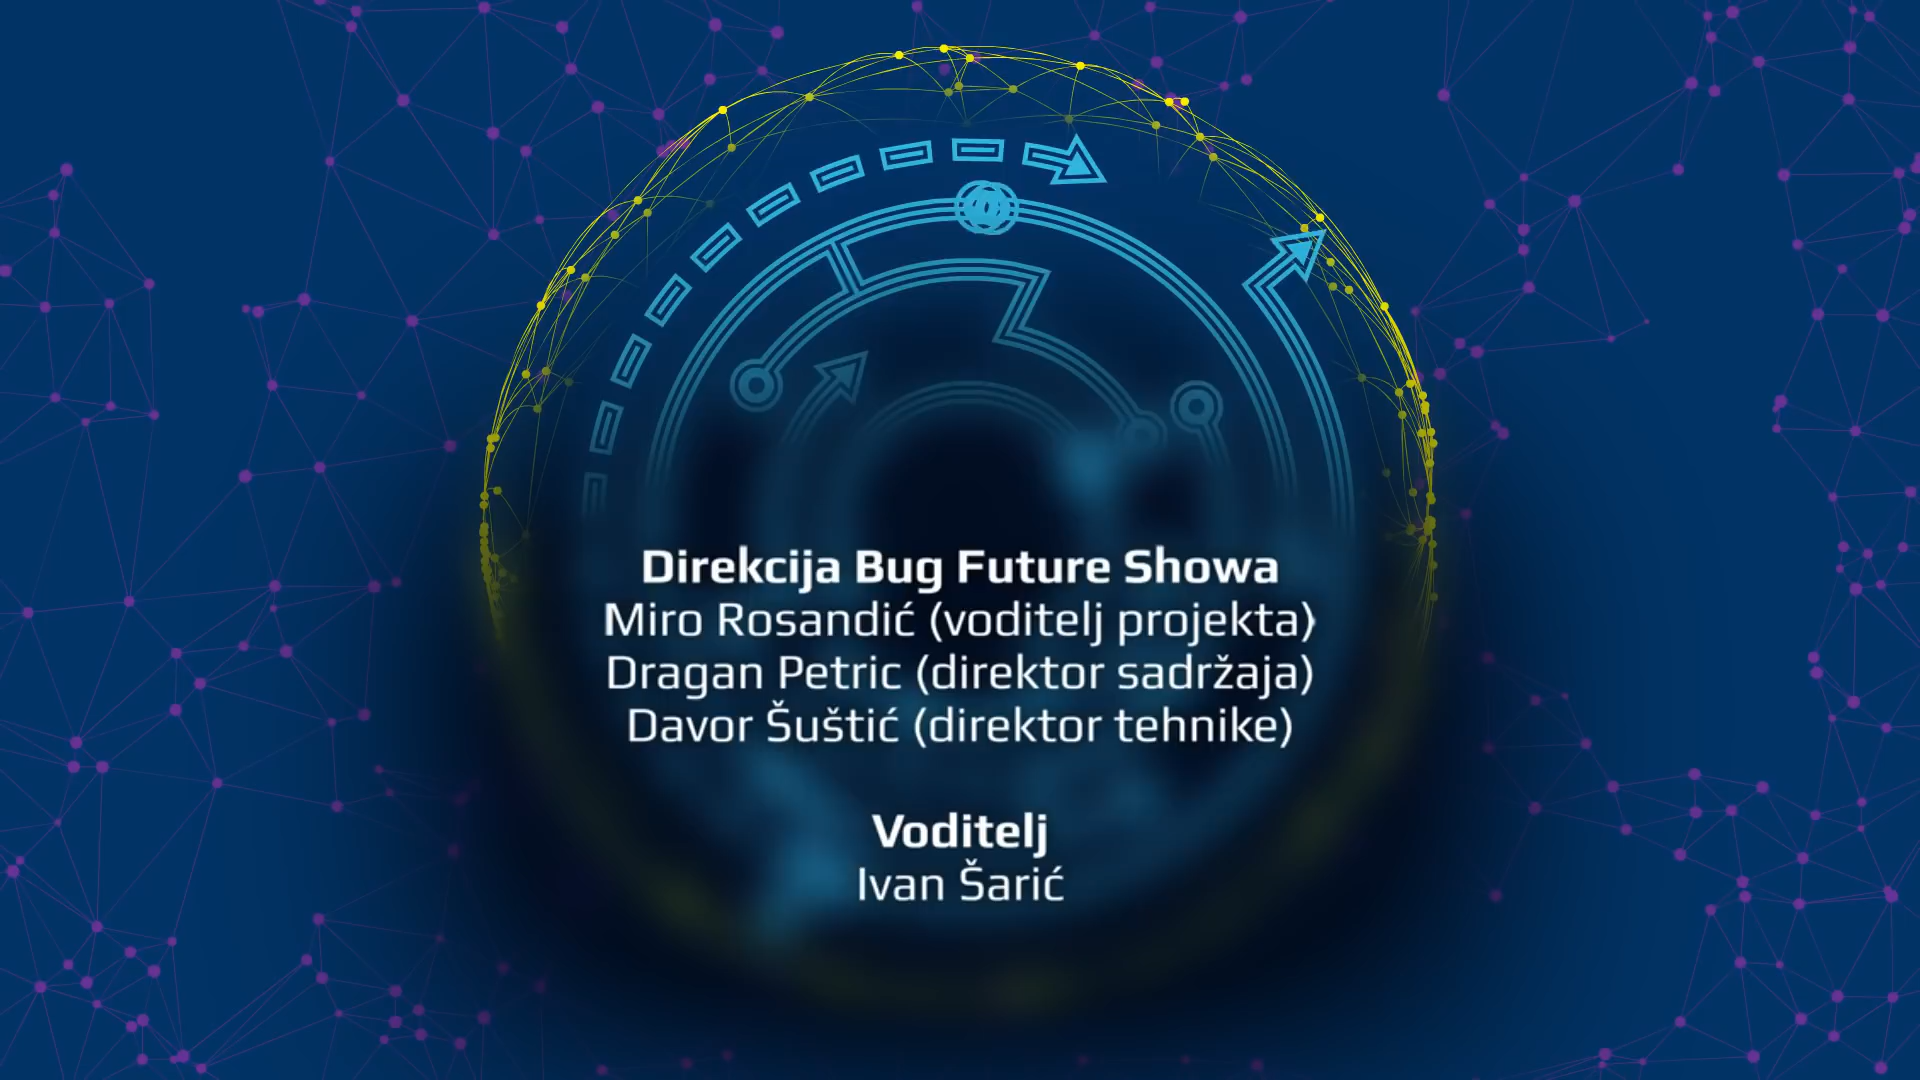 Direkcija Bug Future Showa
Miro Rosandić (voditelj projekta)
Dragan Petric (direktor sadržaja)
Davor Šuštić (direktor tehnike)
Voditelj
Ivan Šarić